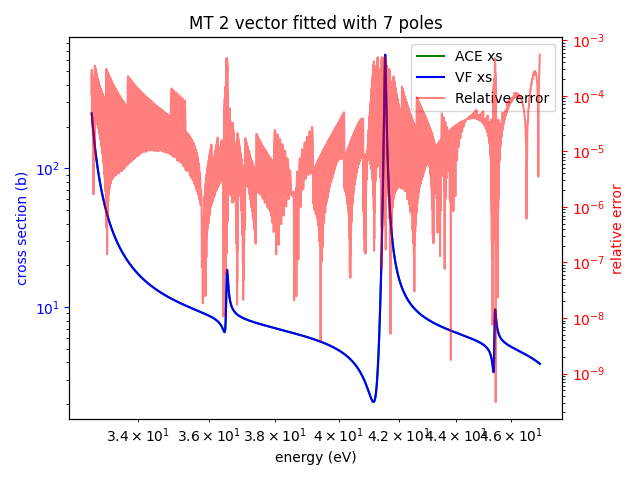 MT 2 vector fitted with 7 poles
ACE xs
VF xs
Relative error
cross section (b)
10²
10¹
relative error
10⁻³
10⁻⁴
10⁻⁵
10⁻⁶
10⁻⁷
10⁻⁸
10⁻⁹
3.4 × 10¹ 3.6 × 10¹ 3.8 × 10¹ 4 × 10¹ 4.2 × 10¹ 4.4 × 10¹ 4.6 × 10¹
energy (eV)